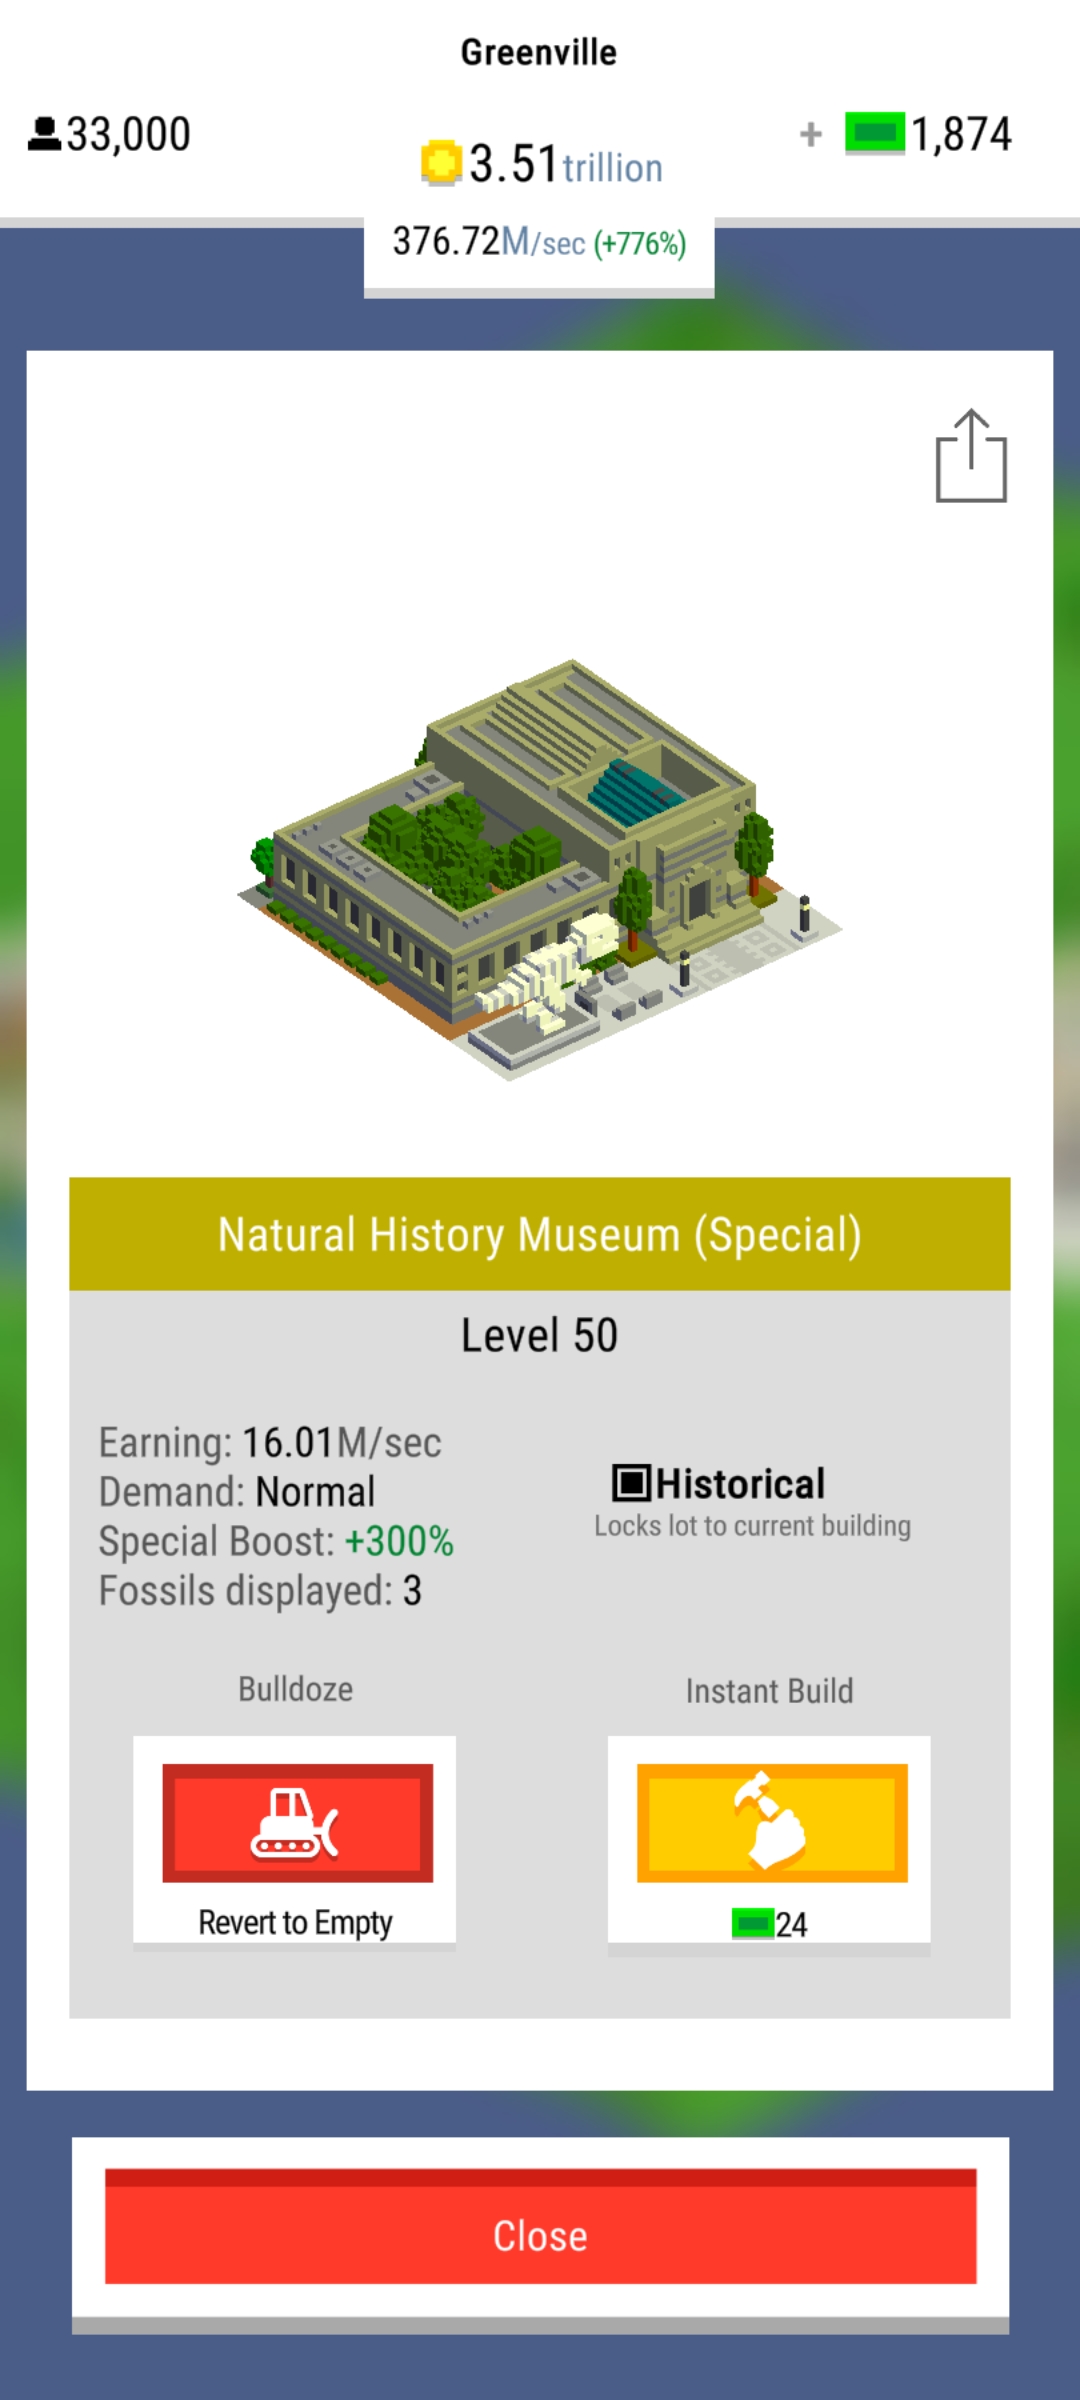 Greenville
33,000
3.51 trillion
+ 1,874
376.72M/sec (+776%)
Natural History Museum (Special)
Level 50
Earning: 16.01M/sec
Demand: Normal
Special Boost: +300%
Fossils displayed: 3
Historical
Locks lot to current building
Bulldoze
Instant Build
Revert to Empty
24
Close